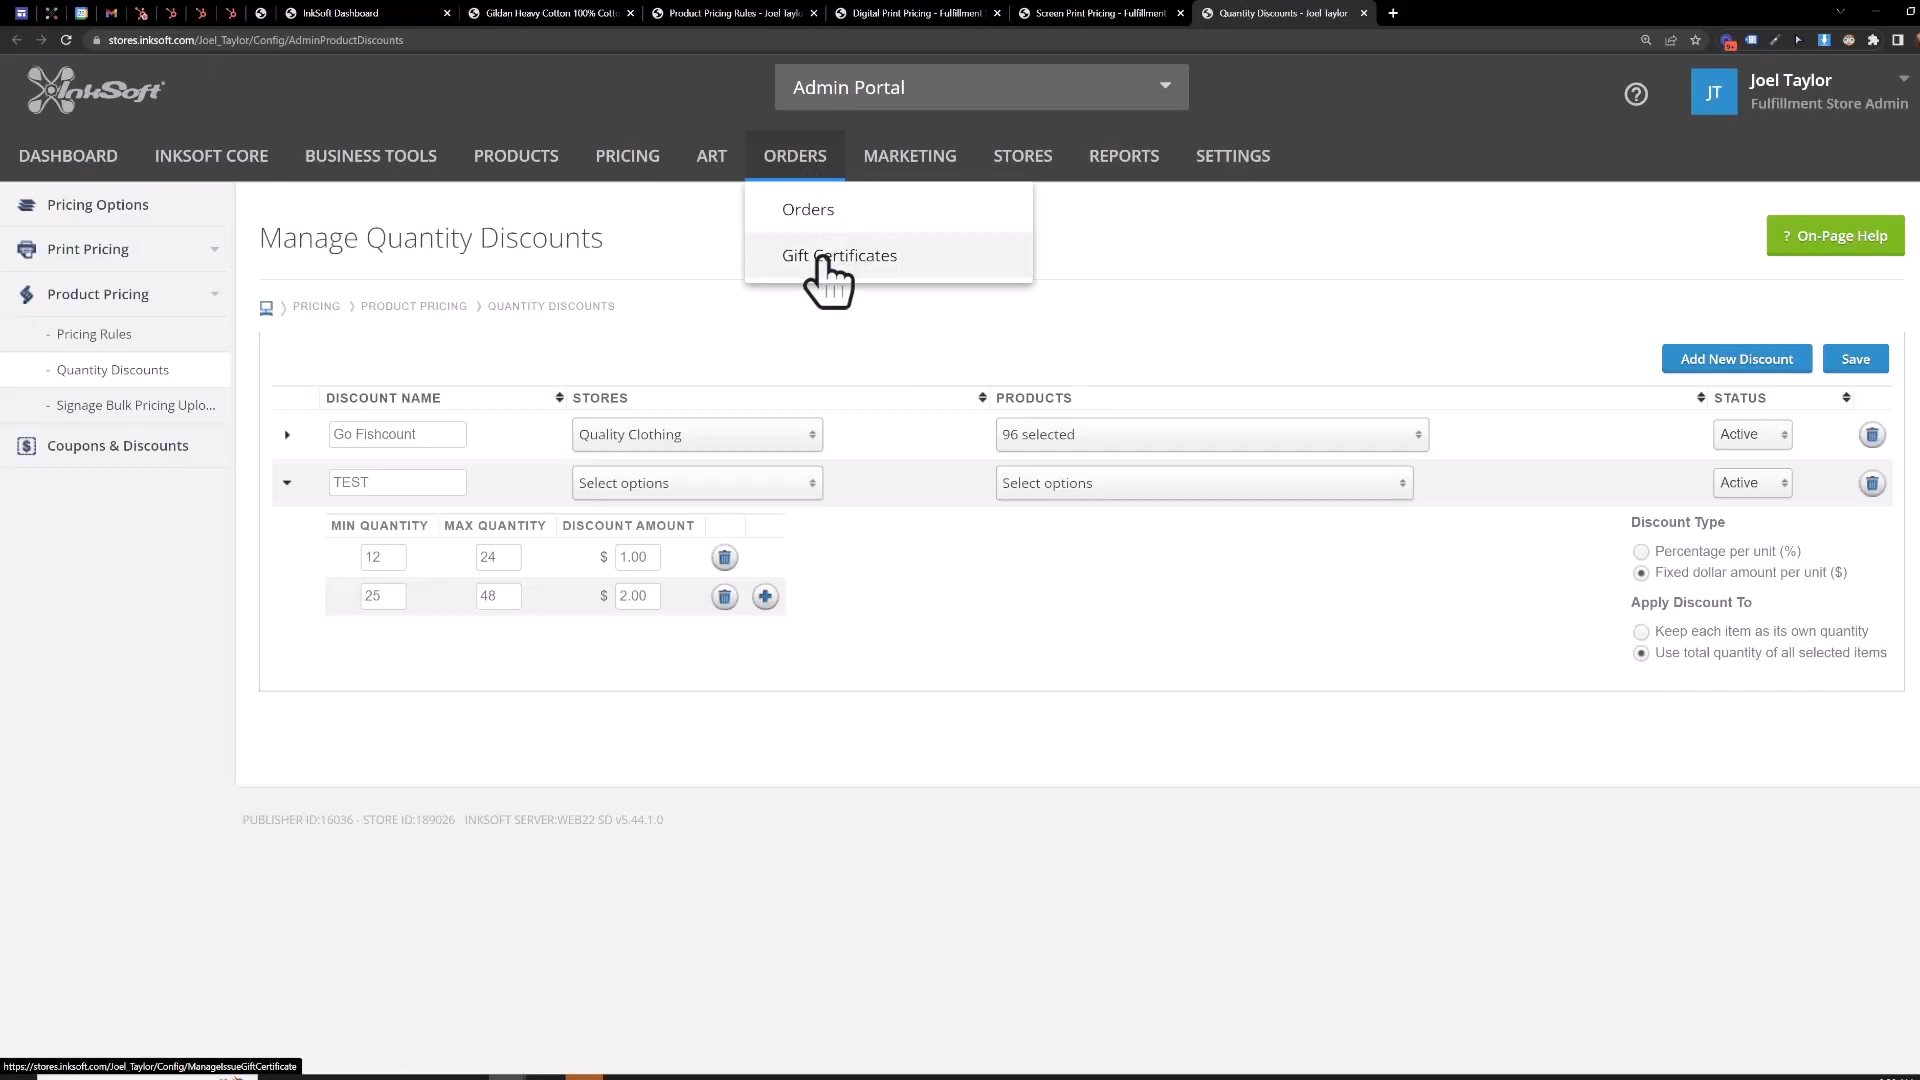 InkSoft Dashboard
Gildan Heavy Cotton 100% Cott
Product Pricing Rules - Joel Taylo
Digital Print Pricing - Fulfillment
Screen Print Pricing - Fulfillment
Quantity Discounts - Joel Taylor
stores.inksoft.com/Joel_Taylor/Config/AdminProductDiscounts
InkSoft
Admin Portal
JT
Joel Taylor
Fulfillment Store Admin
DASHBOARD INKSOFT CORE BUSINESS TOOLS PRODUCTS PRICING ART ORDERS MARKETING STORES REPORTS SETTINGS
Orders
Gift Certificates
Pricing Options
Print Pricing
Product Pricing
- Pricing Rules
- Quantity Discounts
- Signage Bulk Pricing Uplo...
Coupons & Discounts
Manage Quantity Discounts
? On-Page Help
PRICING PRODUCT PRICING QUANTITY DISCOUNTS
Add New Discount Save
DISCOUNT NAME STORES PRODUCTS STATUS
Go Fishcount Quality Clothing 96 selected Active
TEST Select options Select options Active
MIN QUANTITY MAX QUANTITY DISCOUNT AMOUNT
12 24 $ 1.00
25 48 $ 2.00
Discount Type
Percentage per unit (%)
Fixed dollar amount per unit ($)
Apply Discount To
Keep each item as its own quantity
Use total quantity of all selected items
PUBLISHER ID:16036 - STORE ID:189026 INKSOFT SERVER:WEB22 SD v5.44.1.0
https://stores.inksoft.com/Joel_Taylor/Config/ManageIssueGiftCertificate